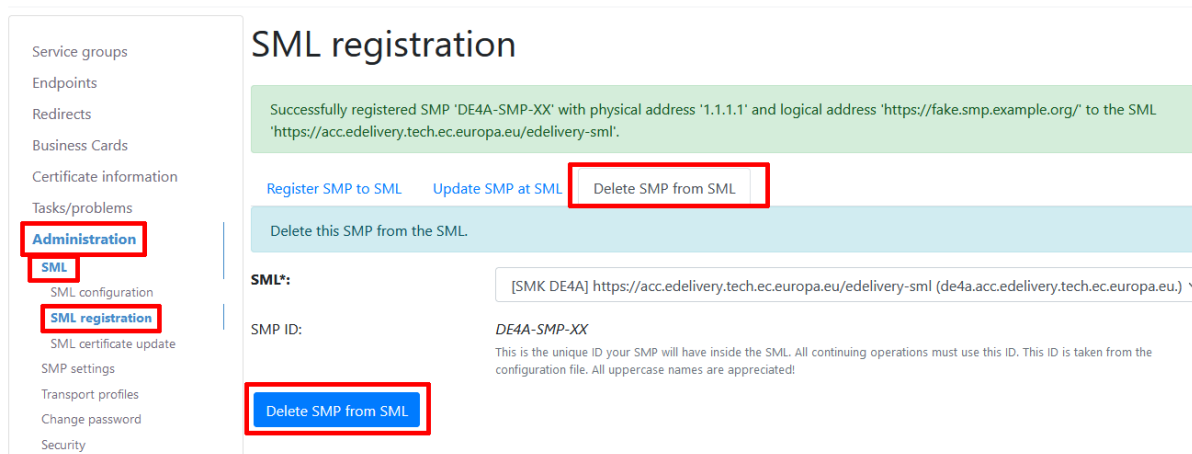 Service groups
Endpoints
Redirects
Business Cards
Certificate information
Tasks/problems
Administration
SML
SML configuration
SML registration
SML certificate update
SMP settings
Transport profiles
Change password
Security
SML registration
Successfully registered SMP 'DE4A-SMP-XX' with physical address '1.1.1.1' and logical address 'https://fake.smp.example.org/' to the SML
'https://acc.edelivery.tech.ec.europa.eu/edelivery-sml'.
Register SMP to SML Update SMP at SML Delete SMP from SML
Delete this SMP from the SML.
SML*: [SMK DE4A] https://acc.edelivery.tech.ec.europa.eu/edelivery-sml (de4a.acc.edelivery.tech.ec.europa.eu.)
SMP ID: DE4A-SMP-XX
This is the unique ID your SMP will have inside the SML. All continuing operations must use this ID. This ID is taken from the
configuration file. All uppercase names are appreciated!
Delete SMP from SML